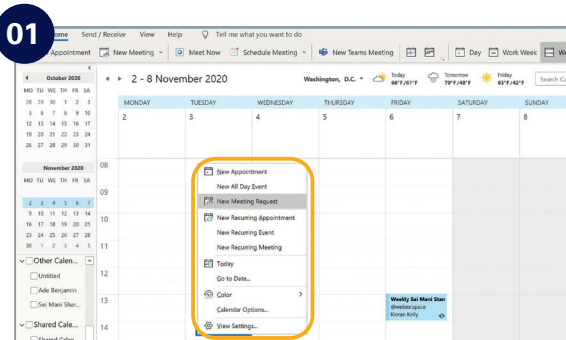 01
ome Send / Receive View Help Tell me what you want to do
Appointment New Meeting Meet Now Schedule Meeting New Teams Meeting Day Work Week We
October 2020
MO TU WE TH FR SA
28 29 30 1 2 3
5 6 7 8 9 10
12 13 14 15 16 17
19 20 21 22 23 24
26 27 28 29 30 31
November 2020
MO TU WE TH FR SA
2 3 4 5 6 7
9 10 11 12 13 14
16 17 18 19 20 21
23 24 25 26 27 28
30 1 2 3 4 5
Other Calen...
Untitled
Ade Benjamin
Sei Mani Shar...
Shared Cale...
2 - 8 November 2020 Washington, D.C. Today 66°F/61°F Tomorrow 70°F/48°F Friday 63°F/42°F Search Ca
MONDAY TUESDAY WEDNESDAY THURSDAY FRIDAY SATURDAY SUNDAY
2 3 4 5 6 7 8
08
09
10
11
12
13
14
New Appointment
New All Day Event
New Meeting Request
New Recurring Appointment
New Recurring Event
New Recurring Meeting
Today
Go to Date...
Color
Calendar Options...
View Settings...
Weekly Sei Mani Stan
@webexspace
Kieran Kelly